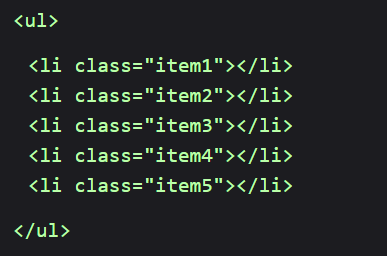 <ul>
<li class="item1"></li>
<li class="item2"></li>
<li class="item3"></li>
<li class="item4"></li>
<li class="item5"></li>
</ul>